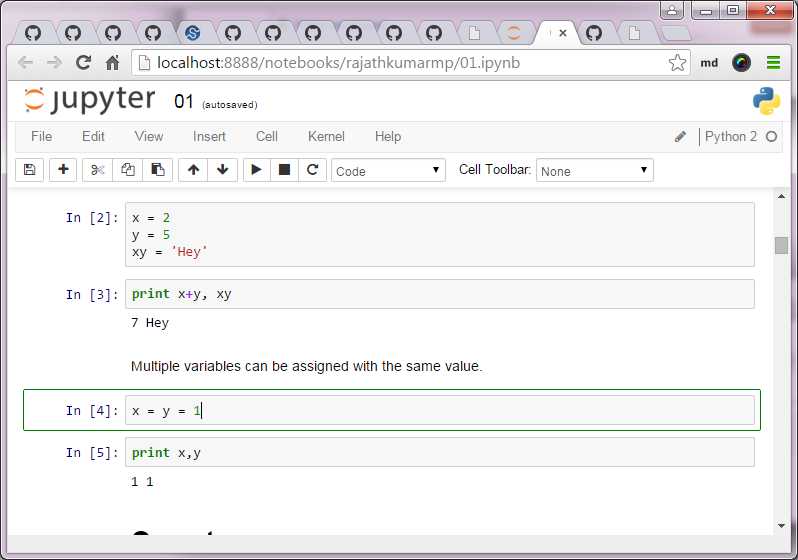 localhost:8888/notebooks/rajathkumarmp/01.ipynb
md
jupyter 01 (autosaved)
File Edit View Insert Cell Kernel Help
Python 2
Code
Cell Toolbar: None
In [2]: x = 2
y = 5
xy = 'Hey'
In [3]: print x+y, xy
7 Hey
Multiple variables can be assigned with the same value.
In [4]: x = y = 1
In [5]: print x,y
1 1